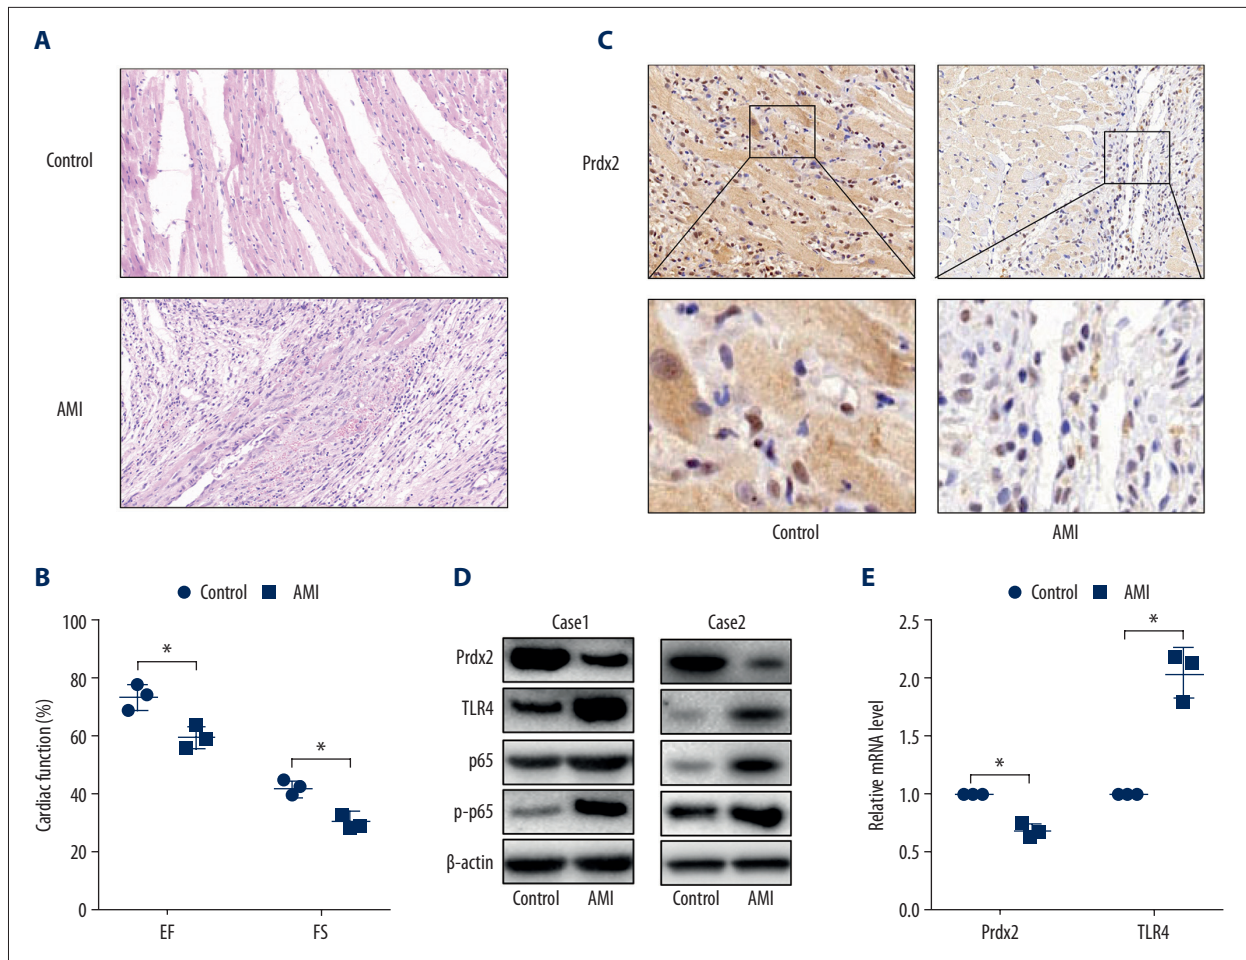 A
Control
AMI
C
Prdx2
Control AMI
B
Control AMI
Cardiac function (%)
100
80
60
40
20
0
*
*
EF FS
D
Case1 Case2
Prdx2
TLR4
p65
p-p65
β-actin
Control AMI Control AMI
E
Control AMI
Relative mRNA level
2.5
2.0
1.5
1.0
0.5
0.0
*
*
Prdx2 TLR4